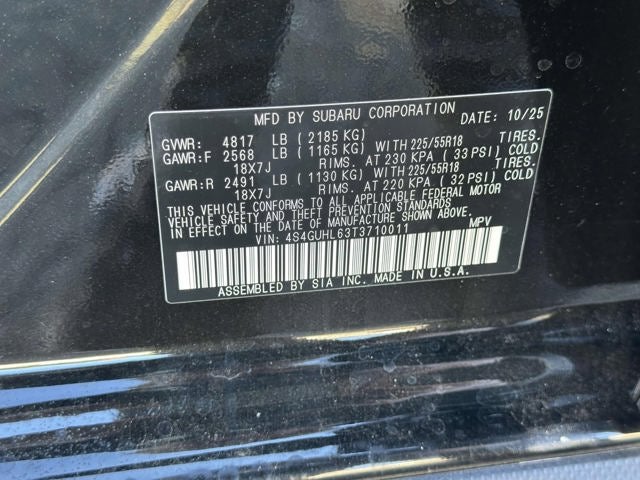 MFD BY SUBARU CORPORATION DATE: 10/25
GVWR: 4817 LB (2185 KG)
GAWR:F 2568 LB (1165 KG) WITH 225/55R18 TIRES.
18X7J RIMS. AT 230 KPA (33 PSI) COLD
GAWR:R 2491 LB (1130 KG) WITH 225/55R18 TIRES.
18X7J RIMS. AT 220 KPA (32 PSI) COLD
THIS VEHICLE CONFORMS TO ALL APPLICABLE FEDERAL MOTOR
VEHICLE SAFETY AND THEFT PREVENTION STANDARDS
IN EFFECT ON THE DATE OF MANUFACTURE SHOWN ABOVE.
VIN: 4S4GUHL63T3710011 MPV
ASSEMBLED BY SIA INC. MADE IN U.S.A.